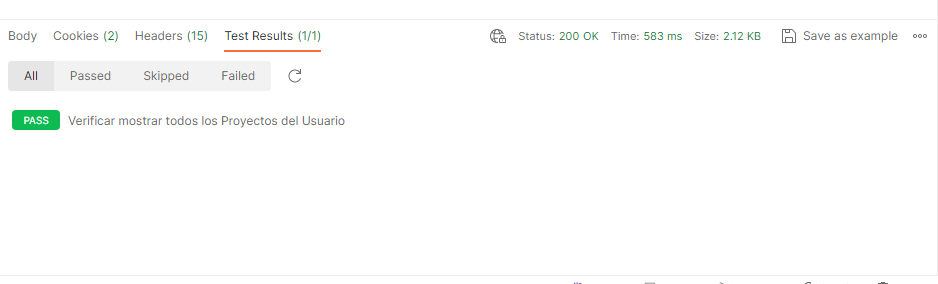 Body Cookies (2) Headers (15) Test Results (1/1) Status: 200 OK Time: 583 ms Size: 2.12 KB Save as example
All Passed Skipped Failed
PASS Verificar mostrar todos los Proyectos del Usuario